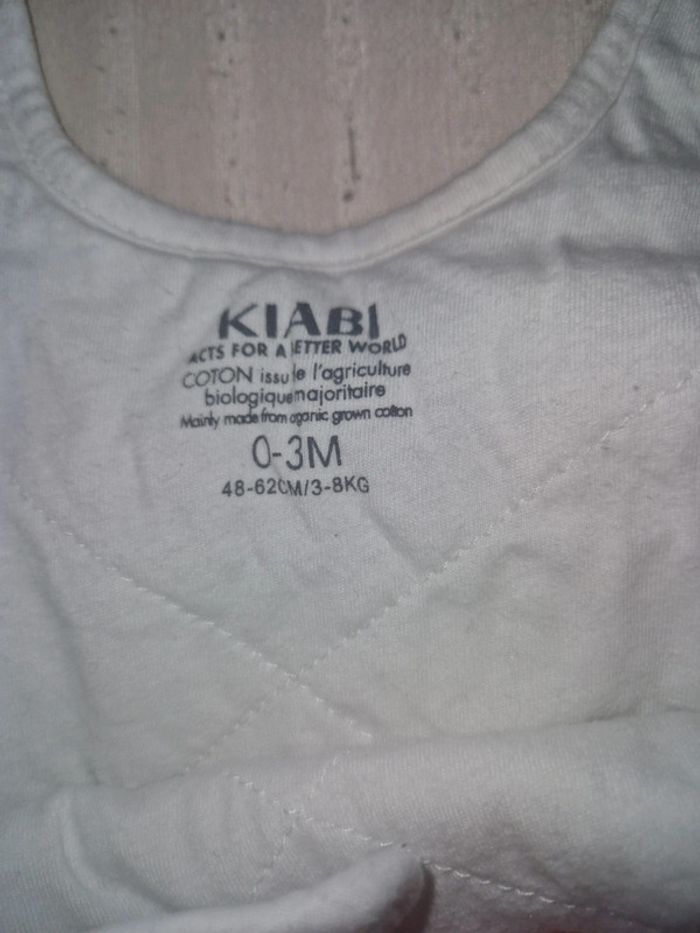 KIABI
ACTS FOR A BETTER WORLD
COTON issu de l'agriculture
biologique majoritaire
Mainly made from organic grown cotton
0-3M
48-62CM/3-8KG